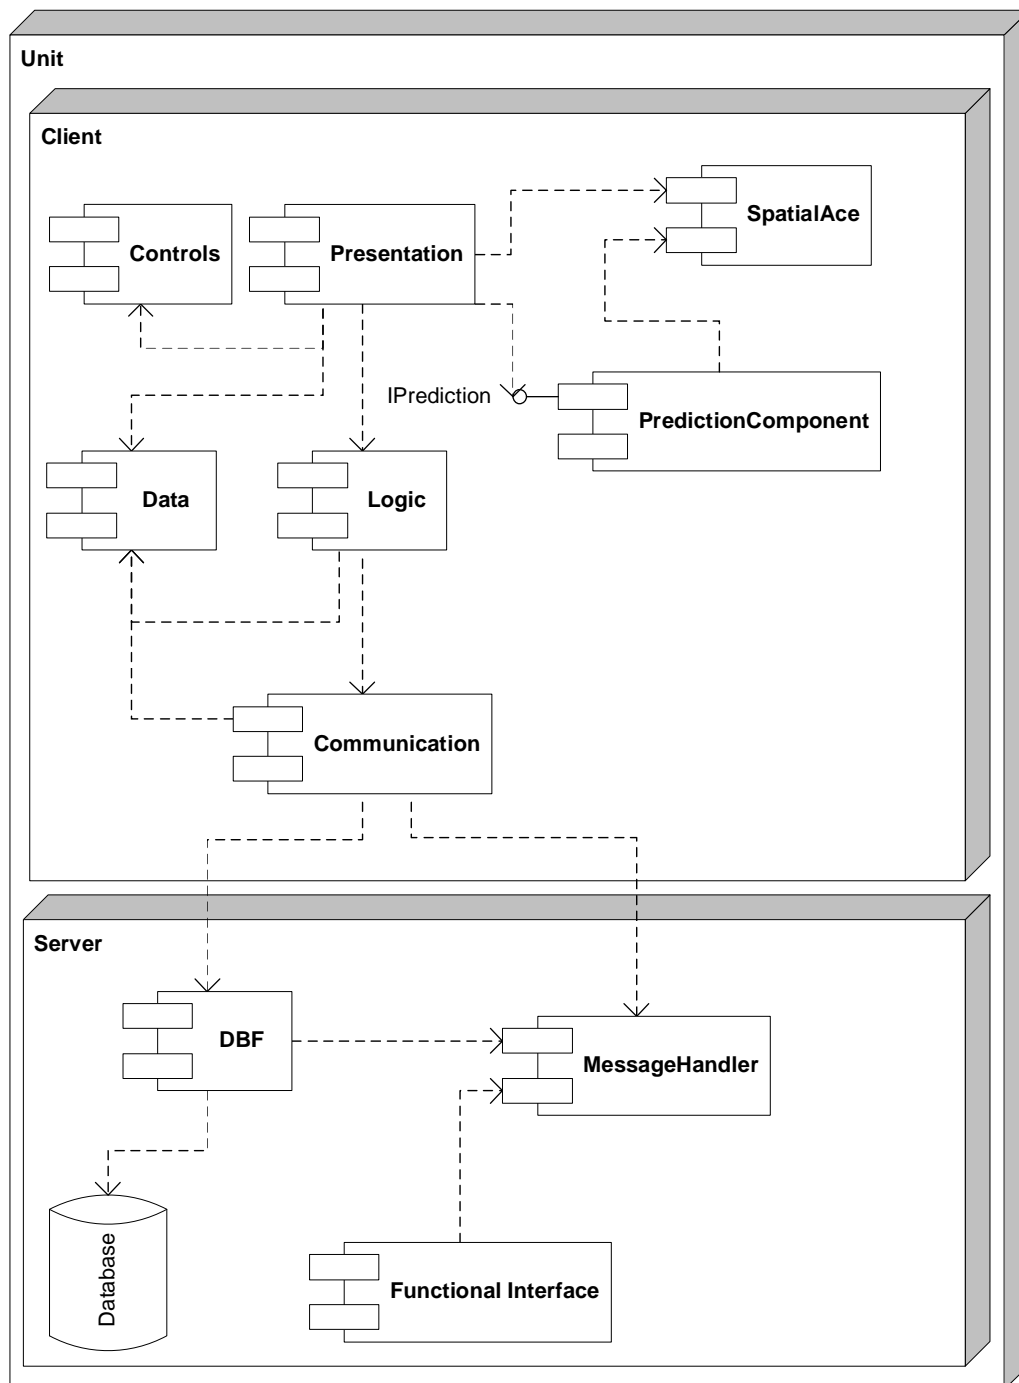 Unit
Client
SpatialAce
Controls
Presentation
IPrediction
PredictionComponent
Data
Logic
Communication
Server
DBF
MessageHandler
Database
Functional Interface